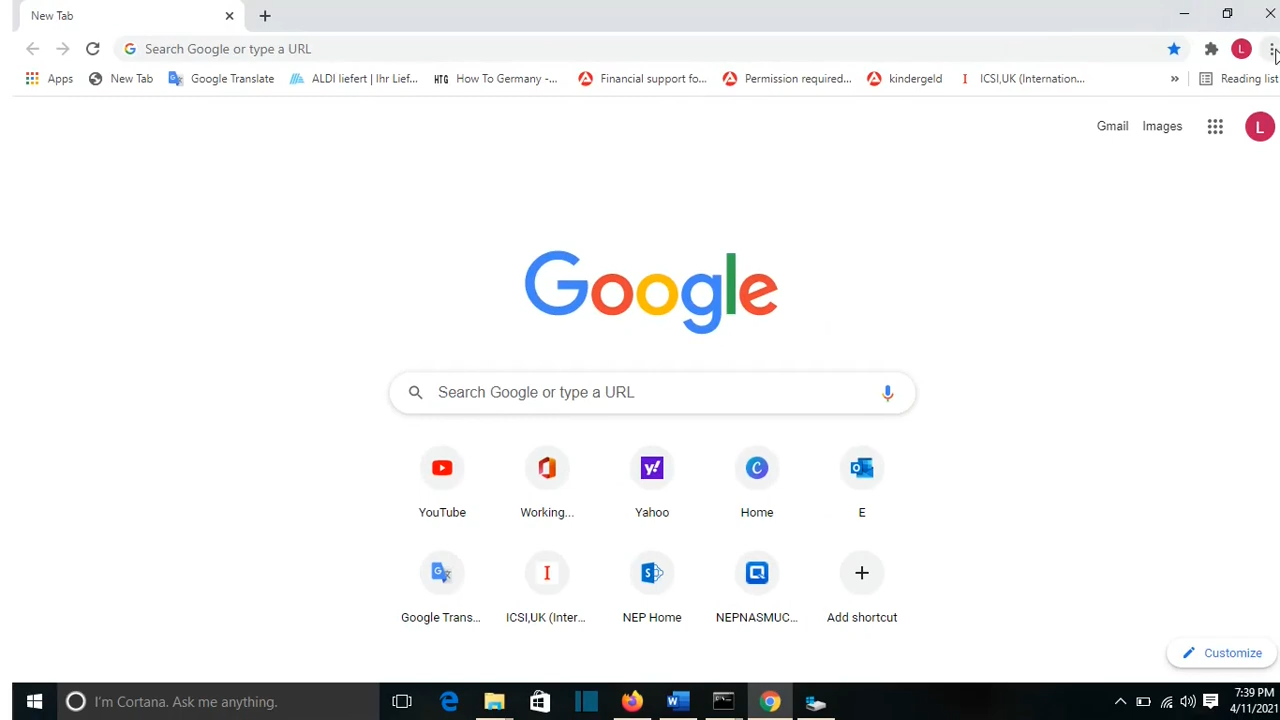 New Tab
Search Google or type a URL
L
Apps New Tab Google Translate ALDI liefert | Ihr Lief... HTG How To Germany -... Financial support fo... Permission required... kindergeld I ICSI,UK (Internation... » Reading list
Gmail Images L
Google
Search Google or type a URL
YouTube Working... Yahoo Home E
Google Trans... ICSI,UK (Inter... NEP Home NEPNASMUC... Add shortcut
Customize
I'm Cortana. Ask me anything.
7:39 PM
4/11/2021